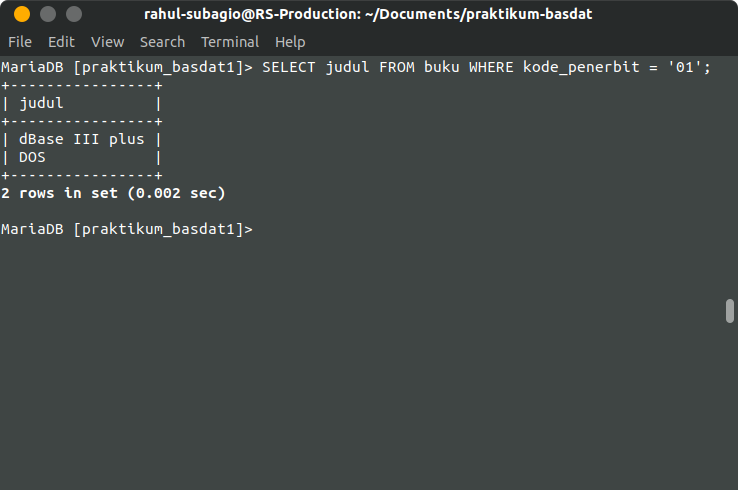 rahul-subagio@RS-Production: ~/Documents/praktikum-basdat
File Edit View Search Terminal Help
MariaDB [praktikum_basdat1]> SELECT judul FROM buku WHERE kode_penerbit = '01';
+----------------+
| judul          |
+----------------+
| dBase III plus |
| DOS            |
+----------------+
2 rows in set (0.002 sec)
MariaDB [praktikum_basdat1]>